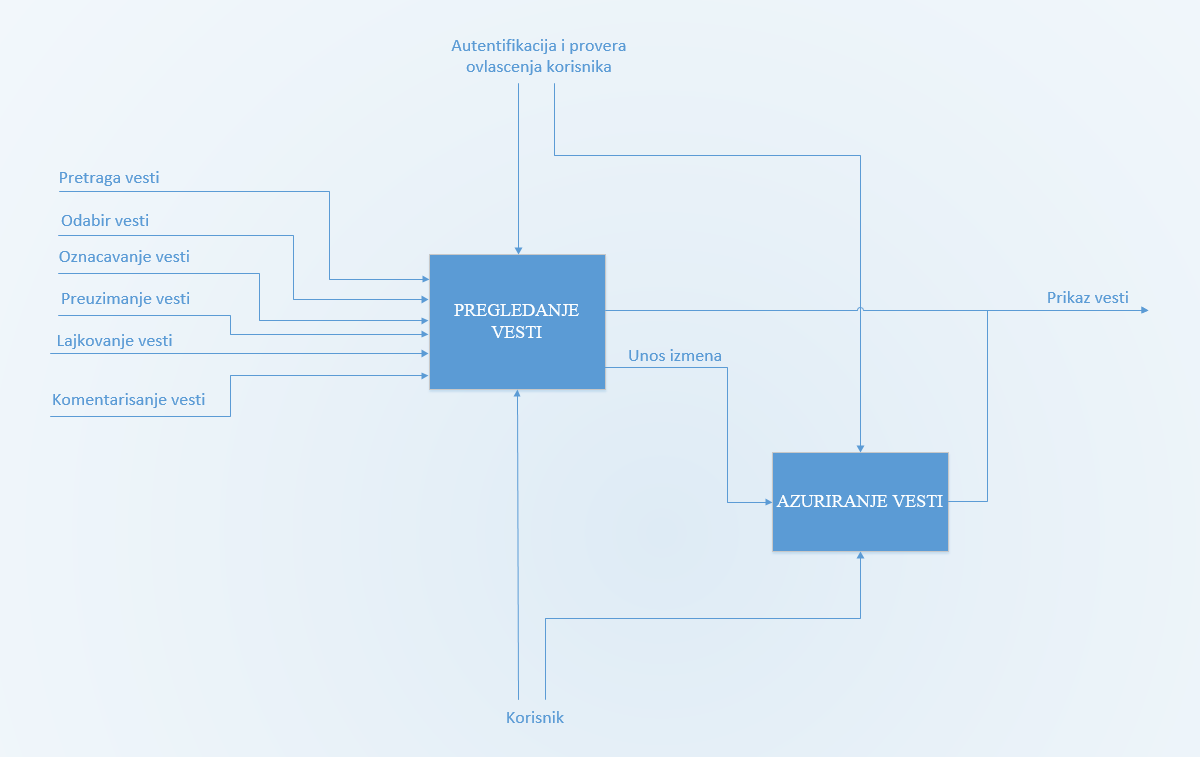 Autentifikacija i provera
ovlascenja korisnika
Pretraga vesti
Odabir vesti
Oznacavanje vesti
Preuzimanje vesti
Lajkovanje vesti
Komentarisanje vesti
PREGLEDANJE
VESTI
Prikaz vesti
Unos izmena
AZURIRANJE VESTI
Korisnik